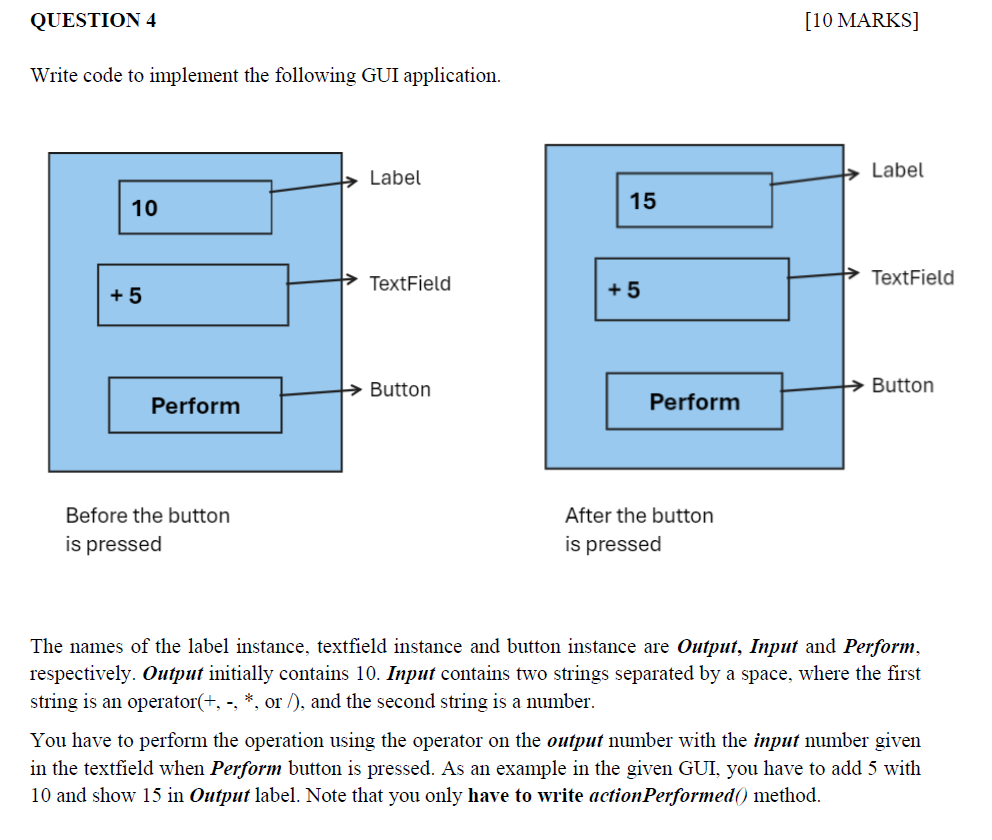 QUESTION 4 [10 MARKS]
Write code to implement the following GUI application.
Label
10
TextField
+ 5
Button
Perform
Before the button
is pressed
Label
15
TextField
+ 5
Button
Perform
After the button
is pressed
The names of the label instance, textfield instance and button instance are Output, Input and Perform,
respectively. Output initially contains 10. Input contains two strings separated by a space, where the first
string is an operator(+, -, *, or /), and the second string is a number.
You have to perform the operation using the operator on the output number with the input number given
in the textfield when Perform button is pressed. As an example in the given GUI, you have to add 5 with
10 and show 15 in Output label. Note that you only have to write actionPerformed() method.